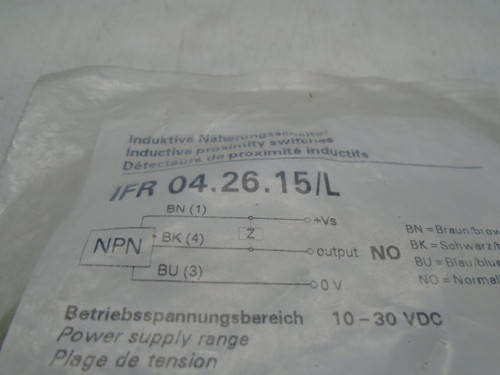 Induktive Näherungsschalter
Inductive proximity switches
Détecteurs de proximité inductifs
IFR 04.26.15/L
BN (1) +Vs
NPN BK (4) Z output NO
BU (3) 0 V
BN = Braun/brow
BK = Schwarz/b
BU = Blau/blue
NO = Normal
Betriebsspannungsbereich 10 – 30 VDC
Power supply range
Plage de tension